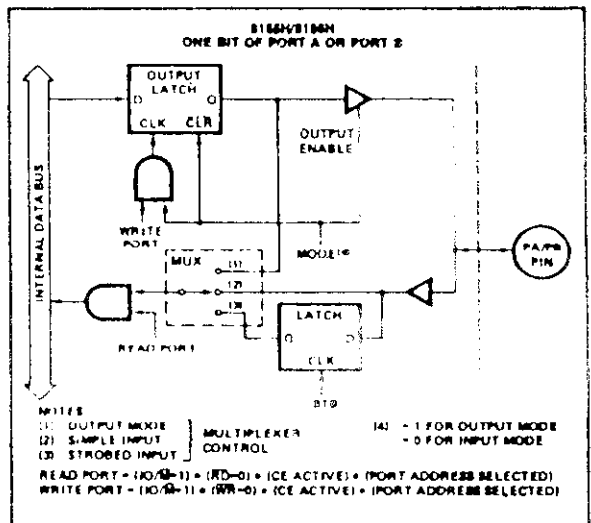 8155H/8156H
ONE BIT OF PORT A OR PORT B
OUTPUT
LATCH
D
Q
CLK
CLR
OUTPUT
ENABLE
WRITE
PORT
MODE(4)
INTERNAL DATA BUS
MUX
(1)
(2)
(3)
PA/PB
PIN
LATCH
Q
D
CLK
READ PORT
STB
NOTES
(1) OUTPUT MODE
(2) SIMPLE INPUT
(3) STROBED INPUT
MULTIPLEXER
CONTROL
(4) = 1 FOR OUTPUT MODE
= 0 FOR INPUT MODE
READ PORT = (IO/M̅=1) • (R̅D̅=0) • (CE ACTIVE) • (PORT ADDRESS SELECTED)
WRITE PORT = (IO/M̅=1) • (W̅R̅=0) • (CE ACTIVE) • (PORT ADDRESS SELECTED)